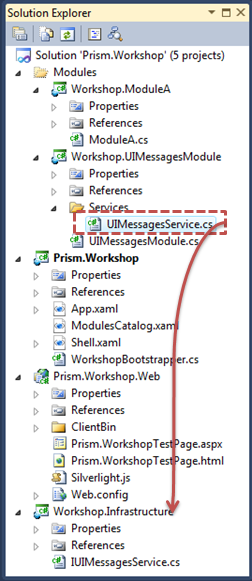 Solution Explorer
Solution 'Prism.Workshop' (5 projects)
Modules
Workshop.ModuleA
Properties
References
ModuleA.cs
Workshop.UIMessagesModule
Properties
References
Services
UIMessagesService.cs
UIMessagesModule.cs
Prism.Workshop
Properties
References
App.xaml
ModulesCatalog.xaml
Shell.xaml
WorkshopBootstrapper.cs
Prism.Workshop.Web
Properties
References
ClientBin
Prism.WorkshopTestPage.aspx
Prism.WorkshopTestPage.html
Silverlight.js
Web.config
Workshop.Infrastructure
Properties
References
IUIMessagesService.cs